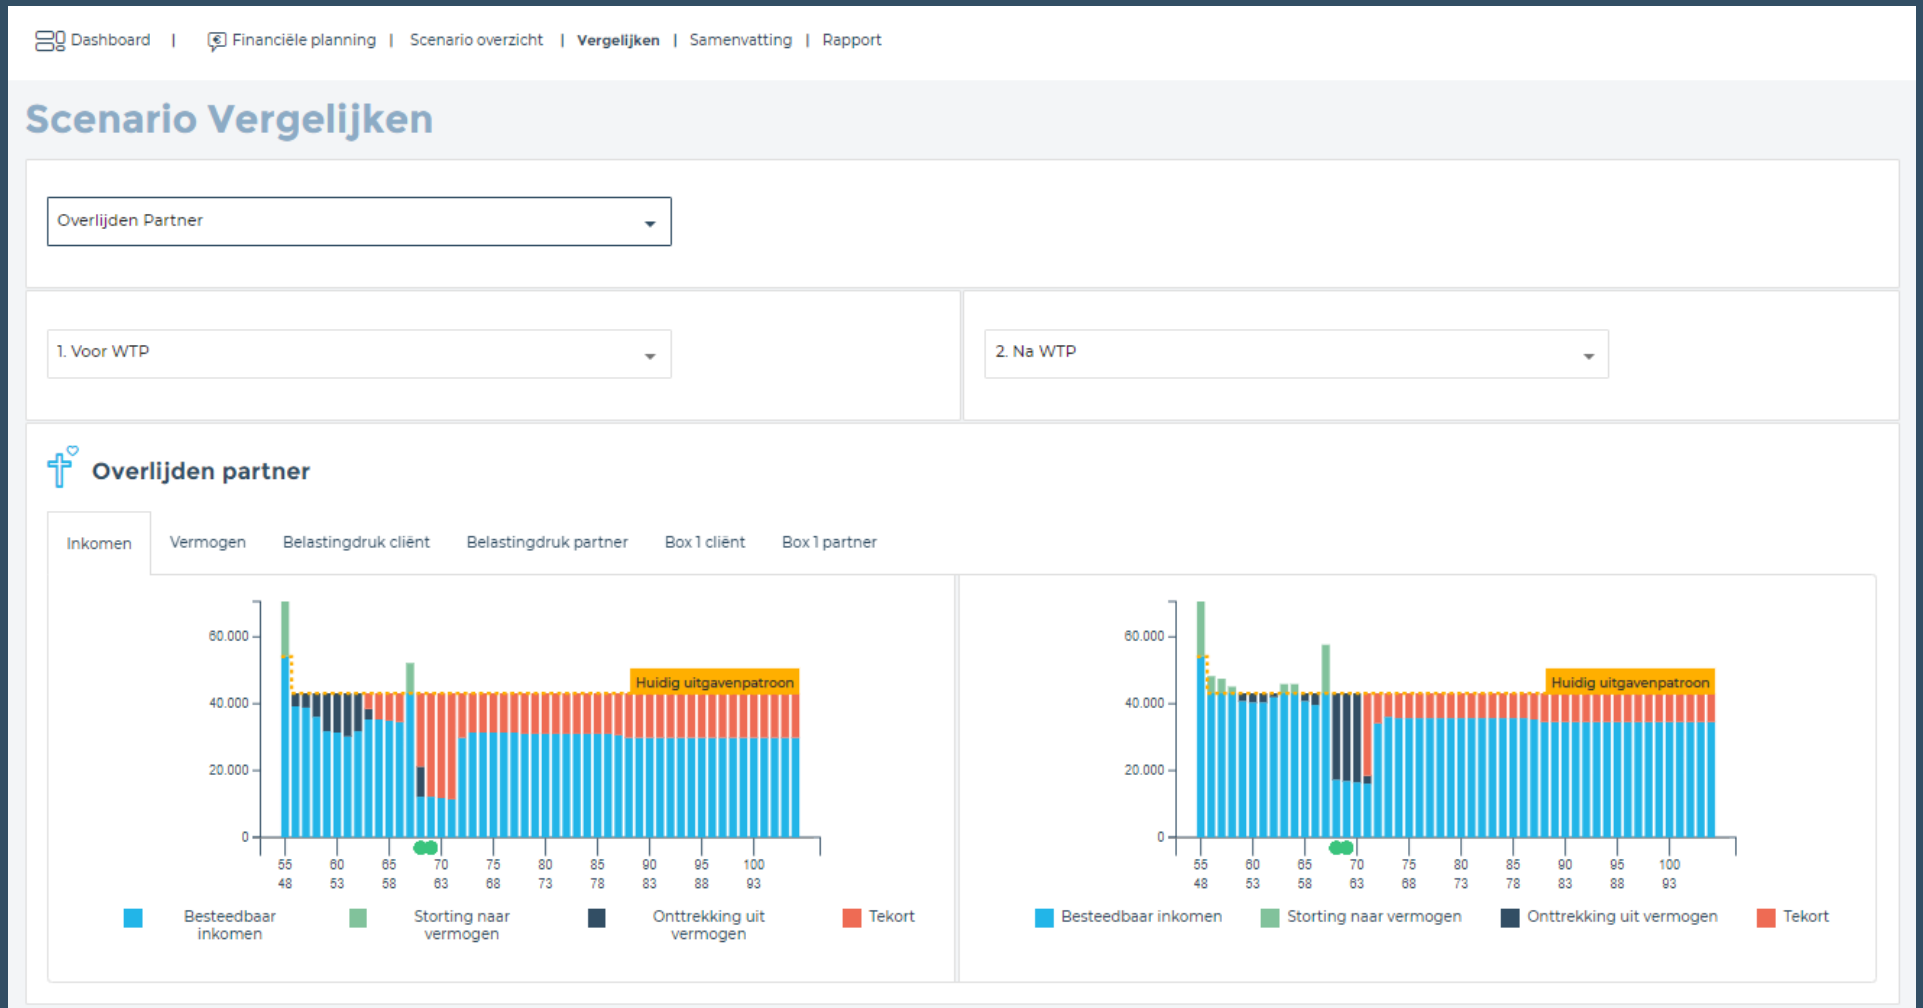 Dashboard | Financiële planning | Scenario overzicht | Vergelijken | Samenvatting | Rapport
Scenario Vergelijken
Overlijden Partner
1. Voor WTP
2. Na WTP
Overlijden partner
Inkomen Vermogen Belastingdruk cliënt Belastingdruk partner Box 1 cliënt Box 1 partner
60.000
40.000
20.000
0
Huidig uitgavenpatroon
55 60 65 70 75 80 85 90 95 100
48 53 58 63 68 73 78 83 88 93
Besteedbaar
inkomen
Storting naar
vermogen
Onttrekking uit
vermogen
Tekort
60.000
40.000
20.000
0
Huidig uitgavenpatroon
55 60 65 70 75 80 85 90 95 100
48 53 58 63 68 73 78 83 88 93
Besteedbaar inkomen Storting naar vermogen Onttrekking uit vermogen Tekort